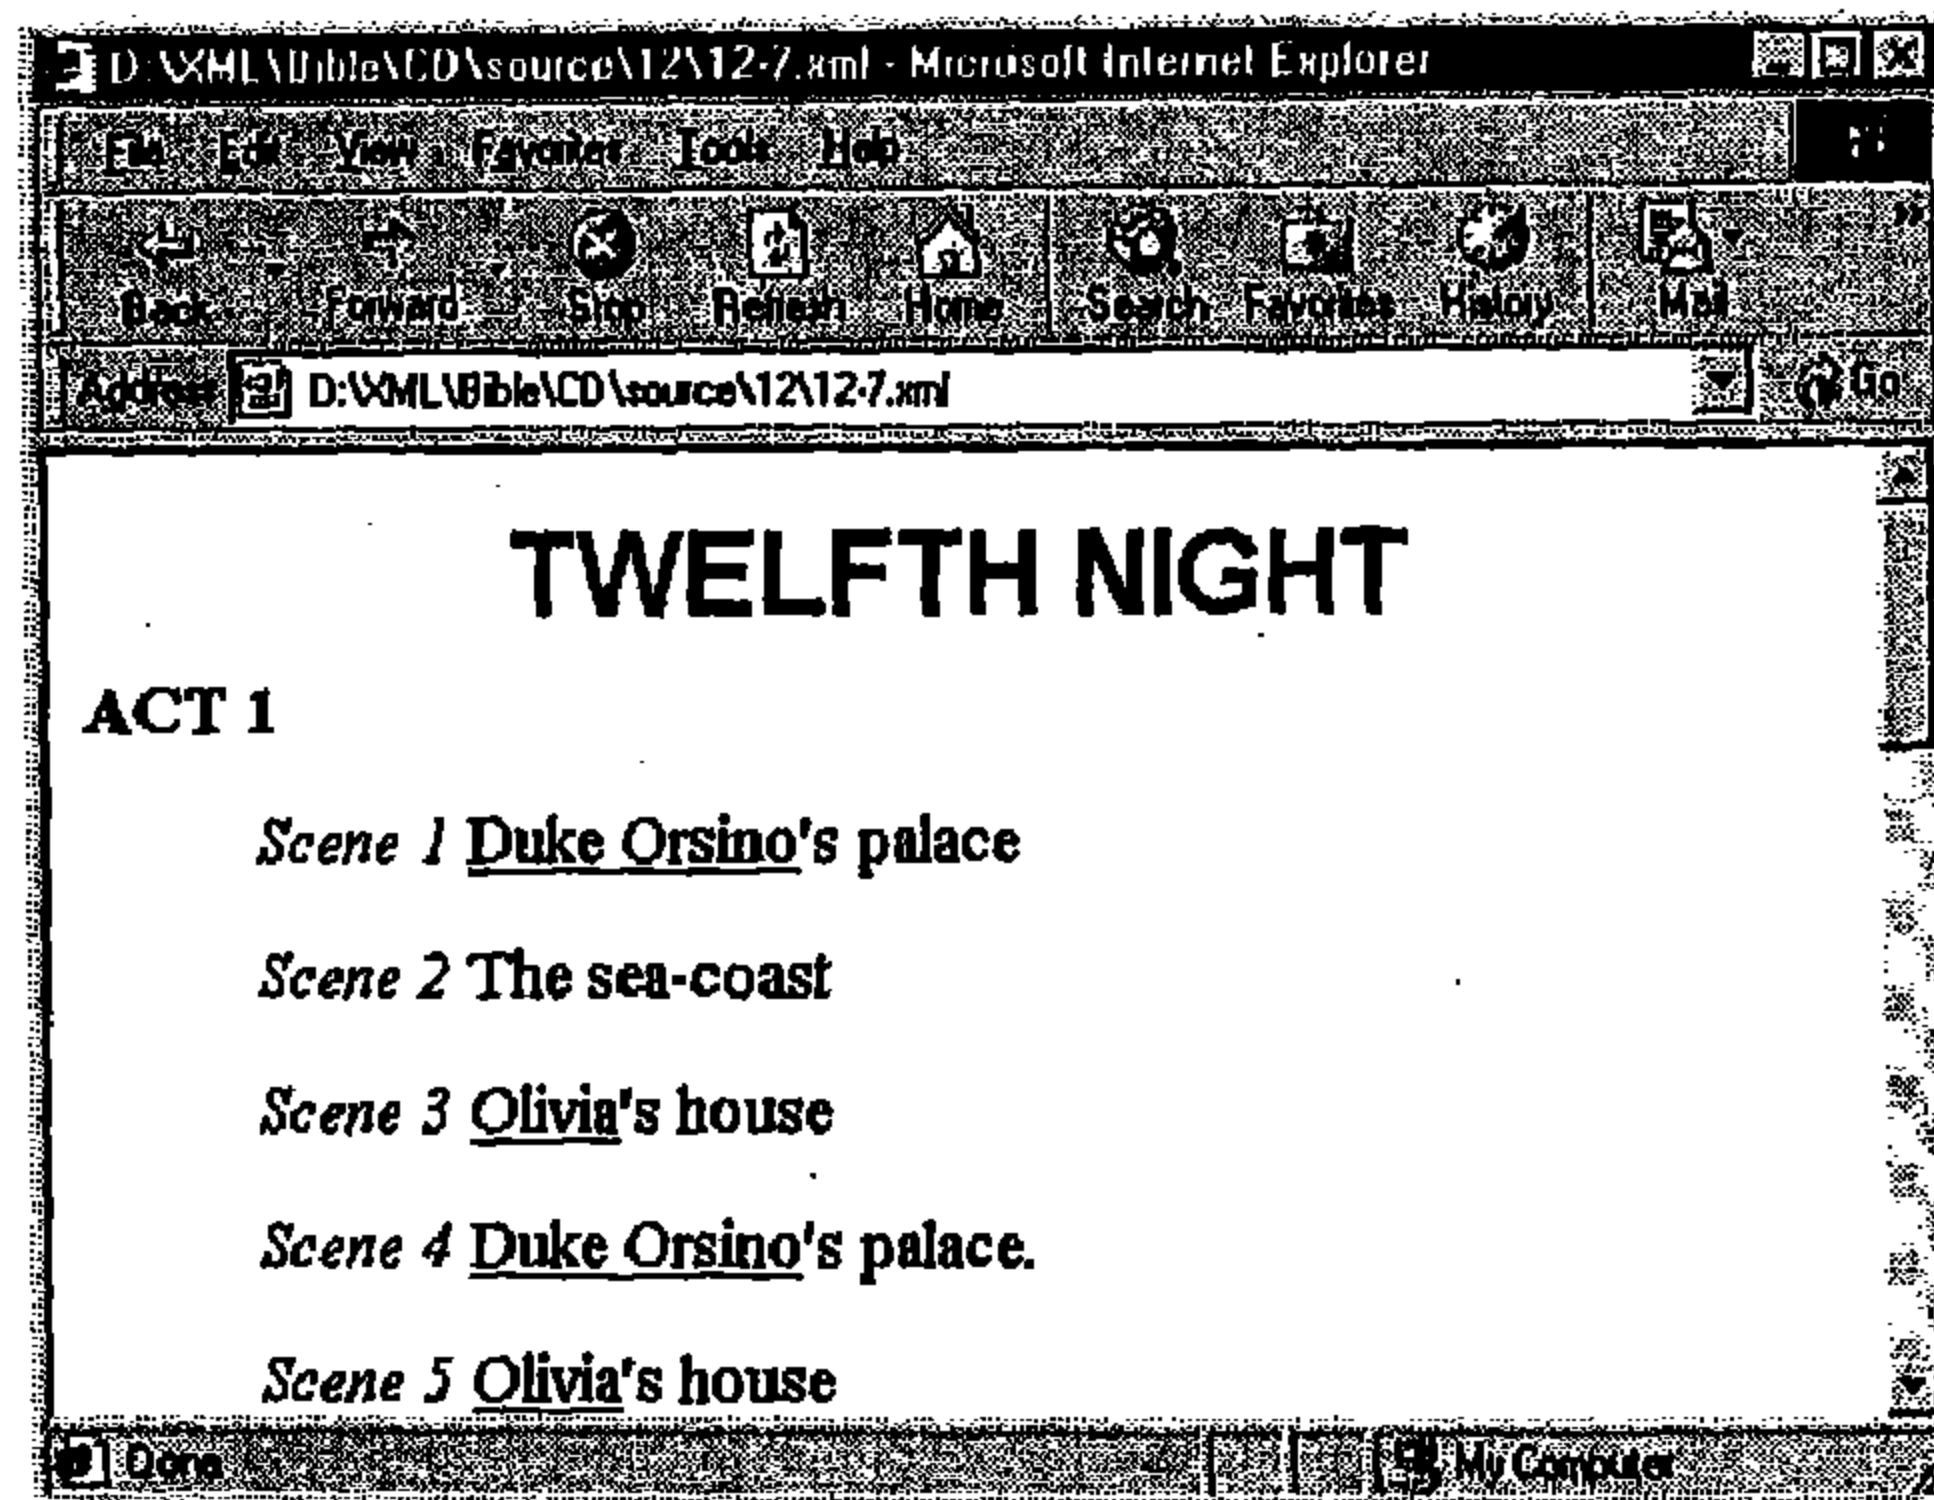 D:\XML\Bible\CD\source\12\12-7.xml - Microsoft Internet Explorer
File Edit View Favorites Tools Help
Back Forward Stop Refresh Home Search Favorites History Mail »
Address D:\XML\Bible\CD\source\12\12-7.xml Go
TWELFTH NIGHT
ACT 1
Scene 1 Duke Orsino's palace
Scene 2 The sea-coast
Scene 3 Olivia's house
Scene 4 Duke Orsino's palace.
Scene 5 Olivia's house
Done My Computer